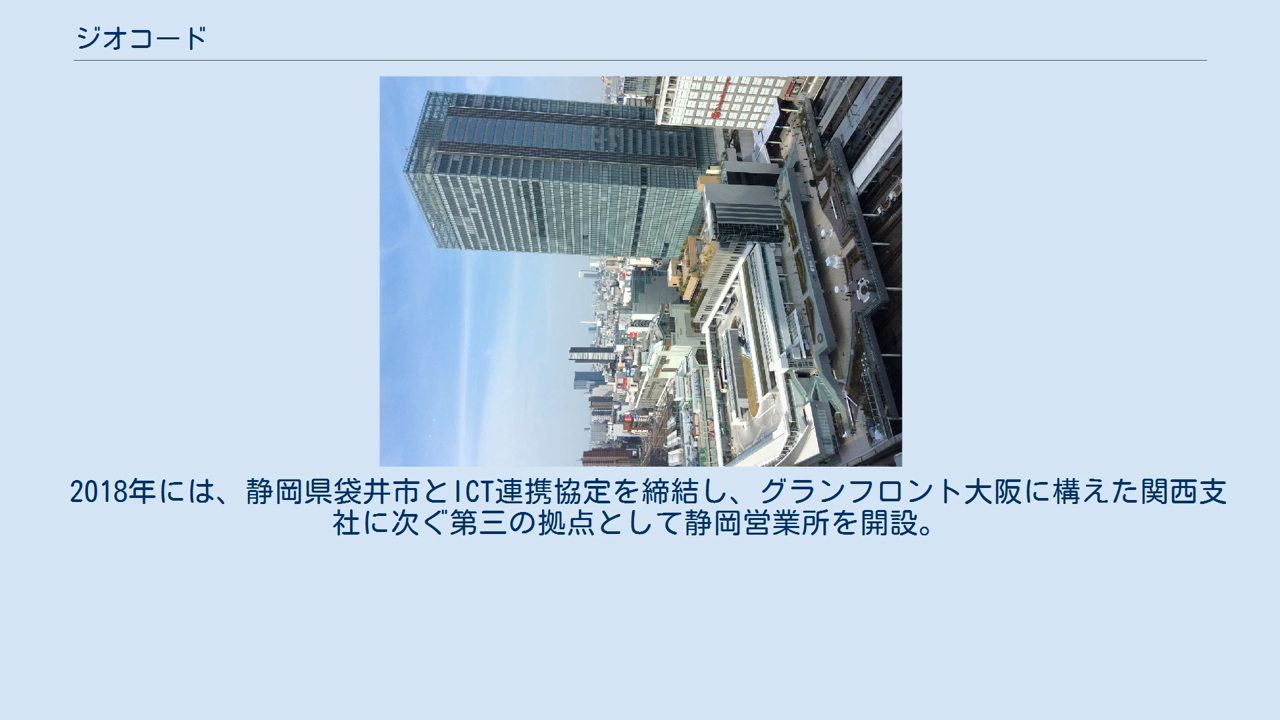 ジオコード
2018年には、静岡県袋井市とICT連携協定を締結し、グランフロント大阪に構えた関西支
社に次ぐ第三の拠点として静岡営業所を開設。